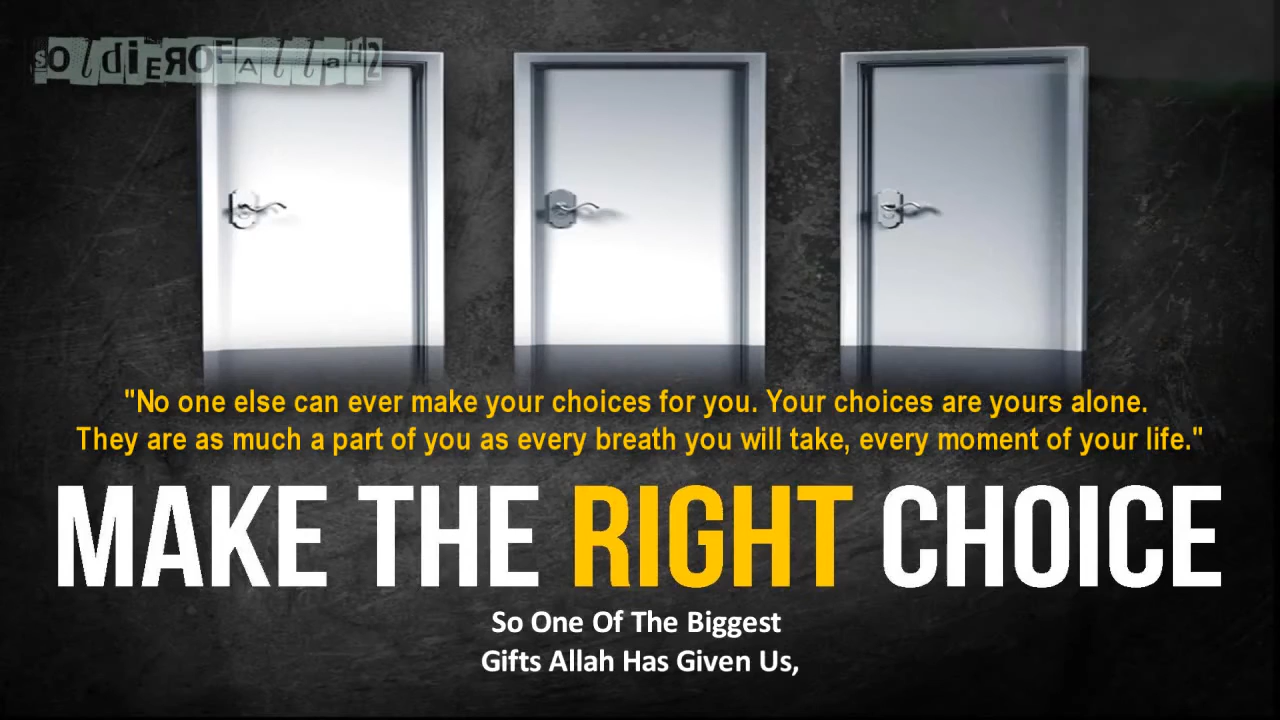 sOldiEROFAllaH2
"No one else can ever make your choices for you. Your choices are yours alone.
They are as much a part of you as every breath you will take, every moment of your life."
MAKE THE RIGHT CHOICE
So One Of The Biggest
Gifts Allah Has Given Us,